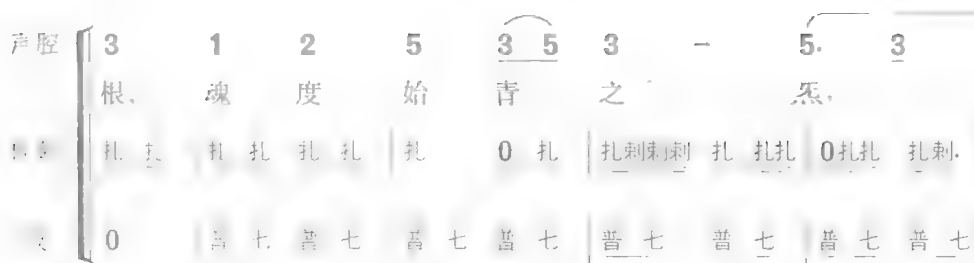 声腔 3 1 2 5 3 5 3 - 5. 3
根, 魂 度 始 青 之 炁,
扎 扎 扎 扎 扎 扎 扎 0 扎 扎剌剌剌 扎 扎扎 0扎扎 扎剌.
0 普 七 普 七 普 七 普 七 普 七 普 七 普 七 普 七